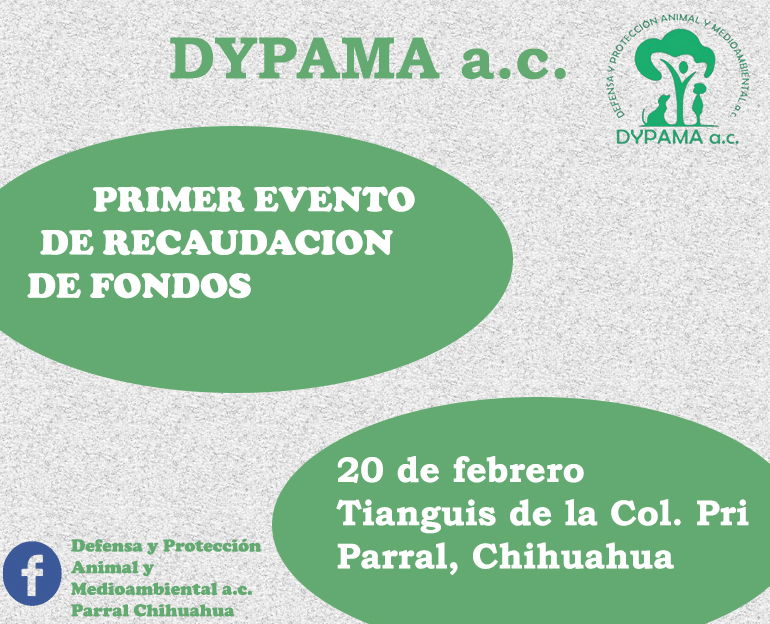 DYPAMA a.c.
DEFENSA Y PROTECCIÓN ANIMAL Y MEDIOAMBIENTAL a.c.
DYPAMA a.c.
PRIMER EVENTO
DE RECAUDACION
DE FONDOS
20 de febrero
Tianguis de la Col. Pri
Parral, Chihuahua
f
Defensa y Protección
Animal y
Medioambiental a.c.
Parral Chihuahua